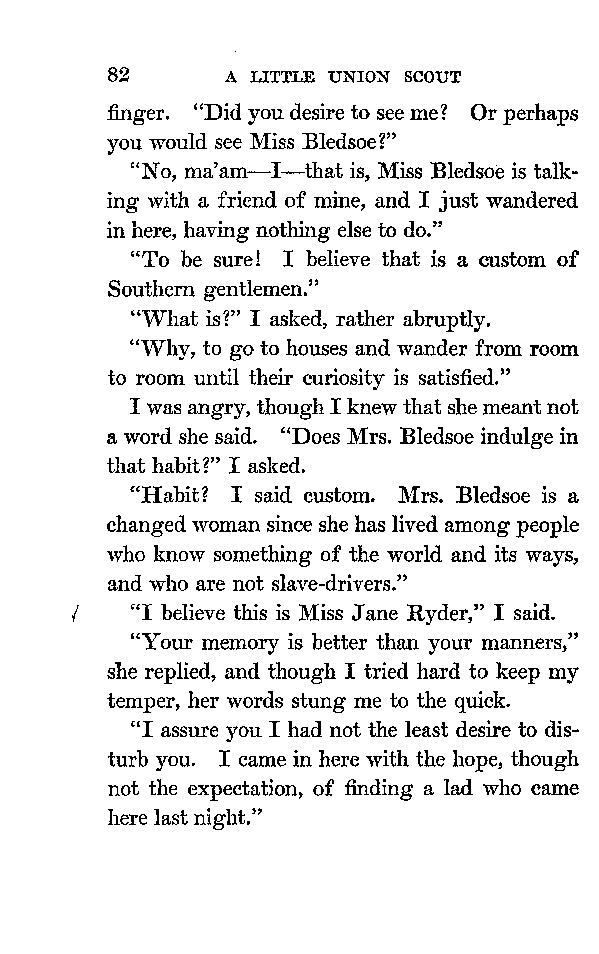 82 A LITTLE UNION SCOUT
finger. “Did you desire to see me? Or perhaps
you would see Miss Bledsoe?”
“No, ma’am—I—that is, Miss Bledsoe is talk-
ing with a friend of mine, and I just wandered
in here, having nothing else to do.”
“To be sure! I believe that is a custom of
Southern gentlemen.”
“What is?” I asked, rather abruptly.
“Why, to go to houses and wander from room
to room until their curiosity is satisfied.”
I was angry, though I knew that she meant not
a word she said. “Does Mrs. Bledsoe indulge in
that habit?” I asked.
“Habit? I said custom. Mrs. Bledsoe is a
changed woman since she has lived among people
who know something of the world and its ways,
and who are not slave-drivers.”
“I believe this is Miss Jane Ryder,” I said.
“Your memory is better than your manners,”
she replied, and though I tried hard to keep my
temper, her words stung me to the quick.
“I assure you I had not the least desire to dis-
turb you. I came in here with the hope, though
not the expectation, of finding a lad who came
here last night.”